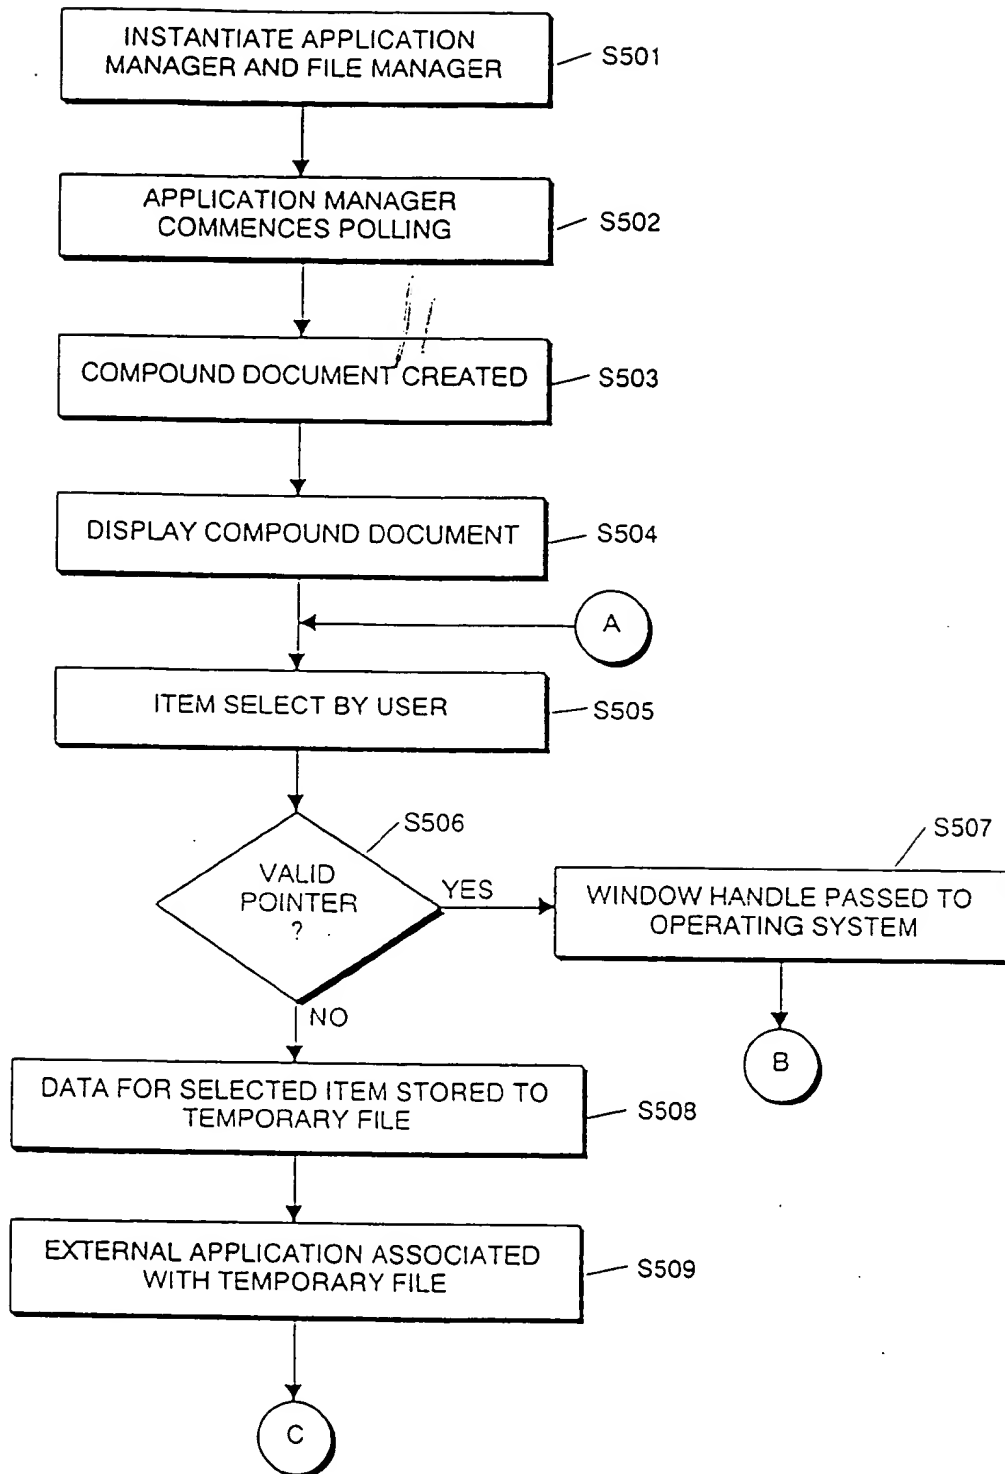 INSTANTIATE APPLICATION
MANAGER AND FILE MANAGER
S501
APPLICATION MANAGER
COMMENCES POLLING
S502
COMPOUND DOCUMENT CREATED
S503
DISPLAY COMPOUND DOCUMENT
S504
A
ITEM SELECT BY USER
S505
S506
VALID
POINTER
?
YES
S507
WINDOW HANDLE PASSED TO
OPERATING SYSTEM
B
NO
DATA FOR SELECTED ITEM STORED TO
TEMPORARY FILE
S508
EXTERNAL APPLICATION ASSOCIATED
WITH TEMPORARY FILE
S509
C